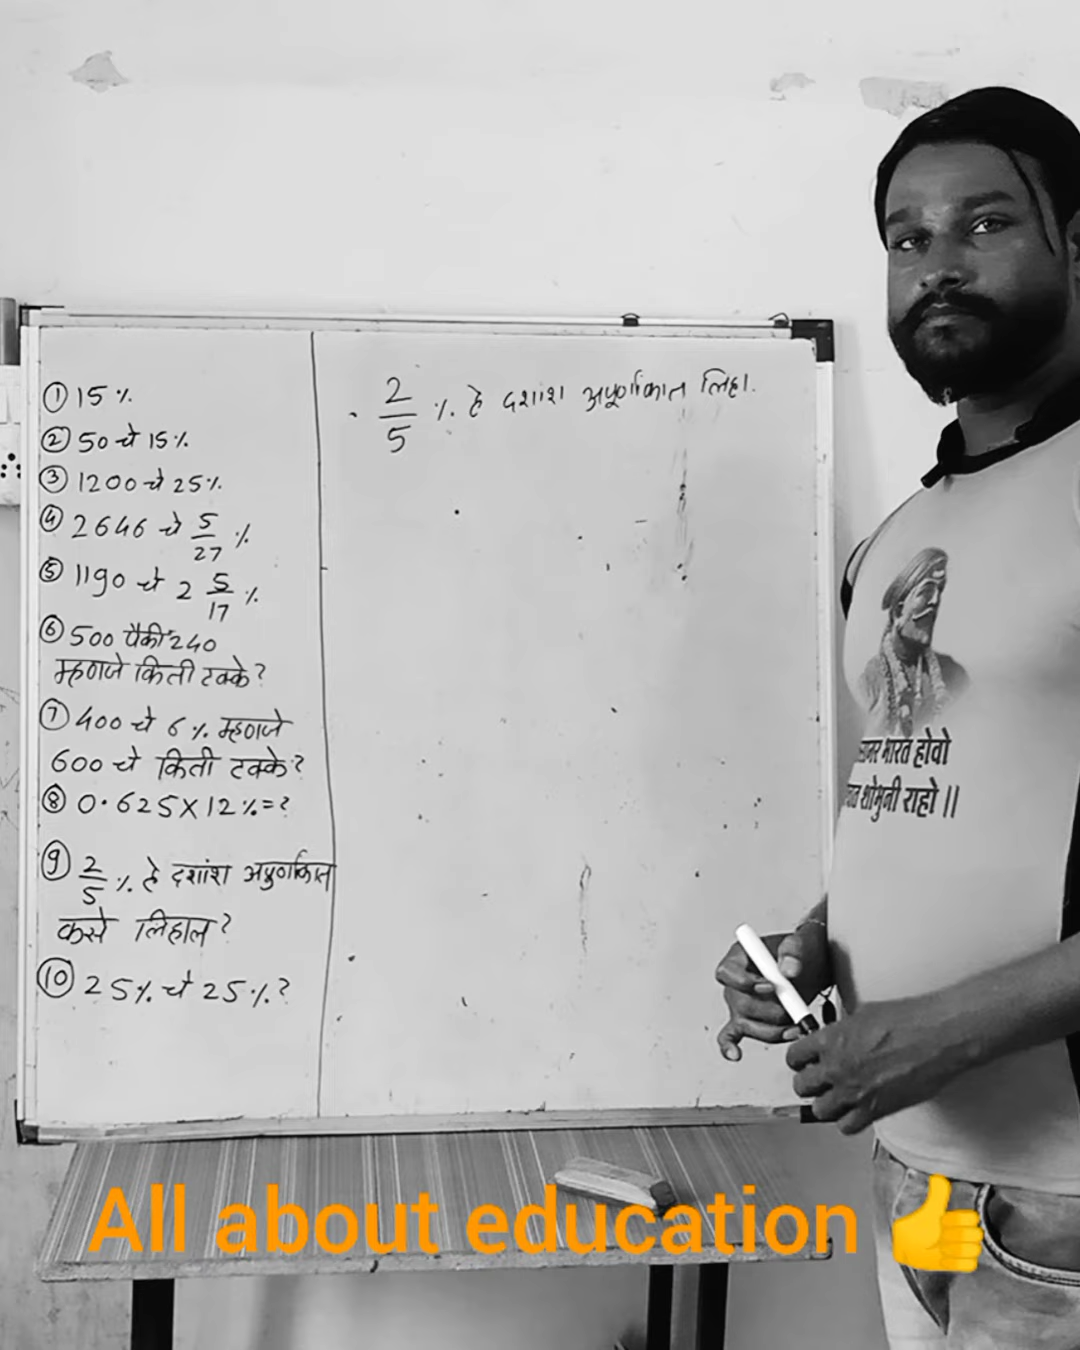 ① 15 %
② 50 चे 15 %
③ 1200 चे 25%
④ 2646 चे 5/27 %
⑤ 1190 चे 2 5/17 %
⑥ 500 पैकी 240
म्हणजे किती टक्के?
⑦ 400 चे 6 % म्हणजे
600 चे किती टक्के?
⑧ 0.625 X 12 % = ?
⑨ 2/5 % हे दशांश अपुर्णांकात
कसे लिहाल?
⑩ 25% चे 25 %?
2/5 % हे दशांश अपूर्णांकात लिहा.
भारत होवो
शोभुनी राहो ||
All about education 👍